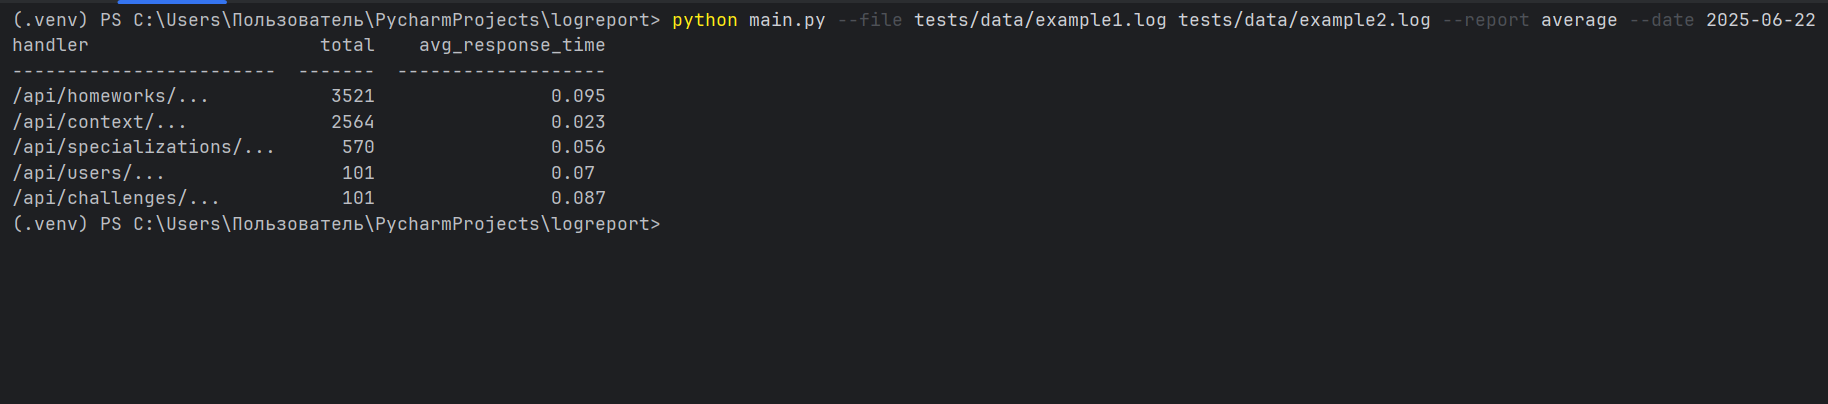 (.venv) PS C:\Users\Пользователь\PycharmProjects\logreport> python main.py --file tests/data/example1.log tests/data/example2.log --report average --date 2025-06-22
handler                     total    avg_response_time
------------------------  -------  -------------------
/api/homeworks/...           3521                0.095
/api/context/...             2564                0.023
/api/specializations/...      570                0.056
/api/users/...                101                0.07
/api/challenges/...           101                0.087
(.venv) PS C:\Users\Пользователь\PycharmProjects\logreport>